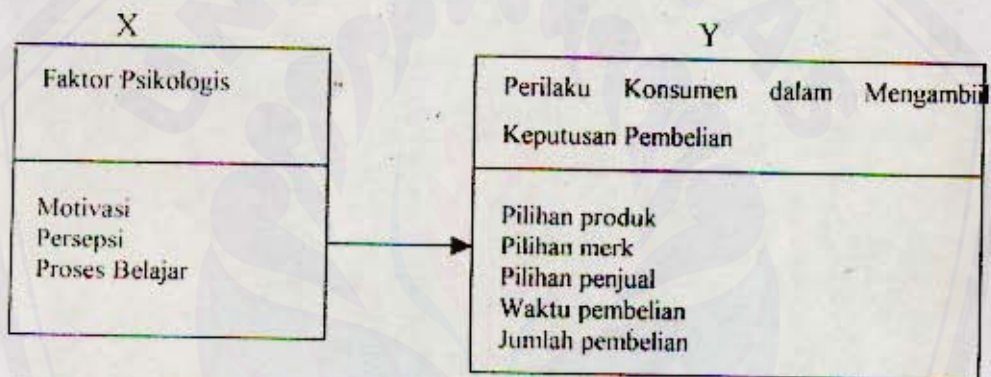 X
Faktor Psikologis
Motivasi
Persepsi
Proses Belajar
Y
Perilaku Konsumen dalam Mengambil
Keputusan Pembelian
Pilihan produk
Pilihan merk
Pilihan penjual
Waktu pembelian
Jumlah pembelian